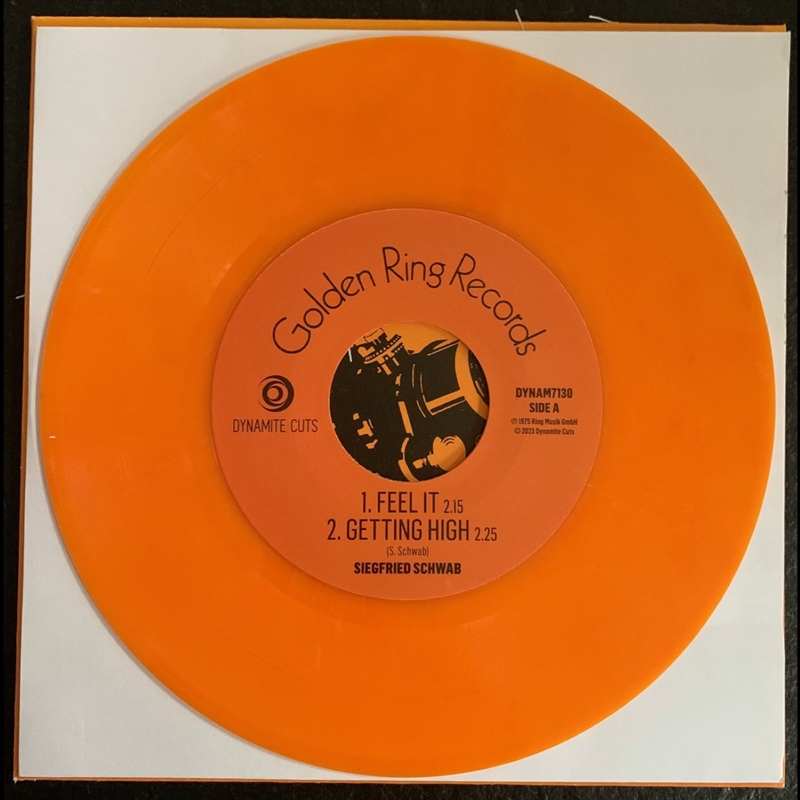 Golden Ring Records
DYNAMITE CUTS
DYNAM7130
SIDE A
℗ 1975 Ring Musik GmbH
© 2023 Dynamite Cuts
1. FEEL IT 2.15
2. GETTING HIGH 2.25
(S. Schwab)
SIEGFRIED SCHWAB